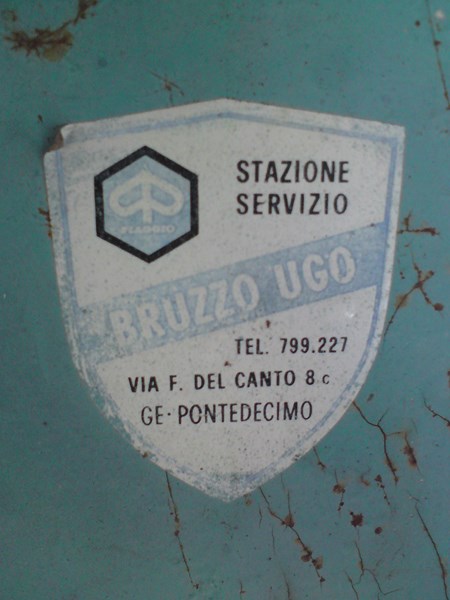 PIAGGIO
STAZIONE
SERVIZIO
BRUZZO UGO
TEL. 799.227
VIA F. DEL CANTO 8 c
GE-PONTEDECIMO